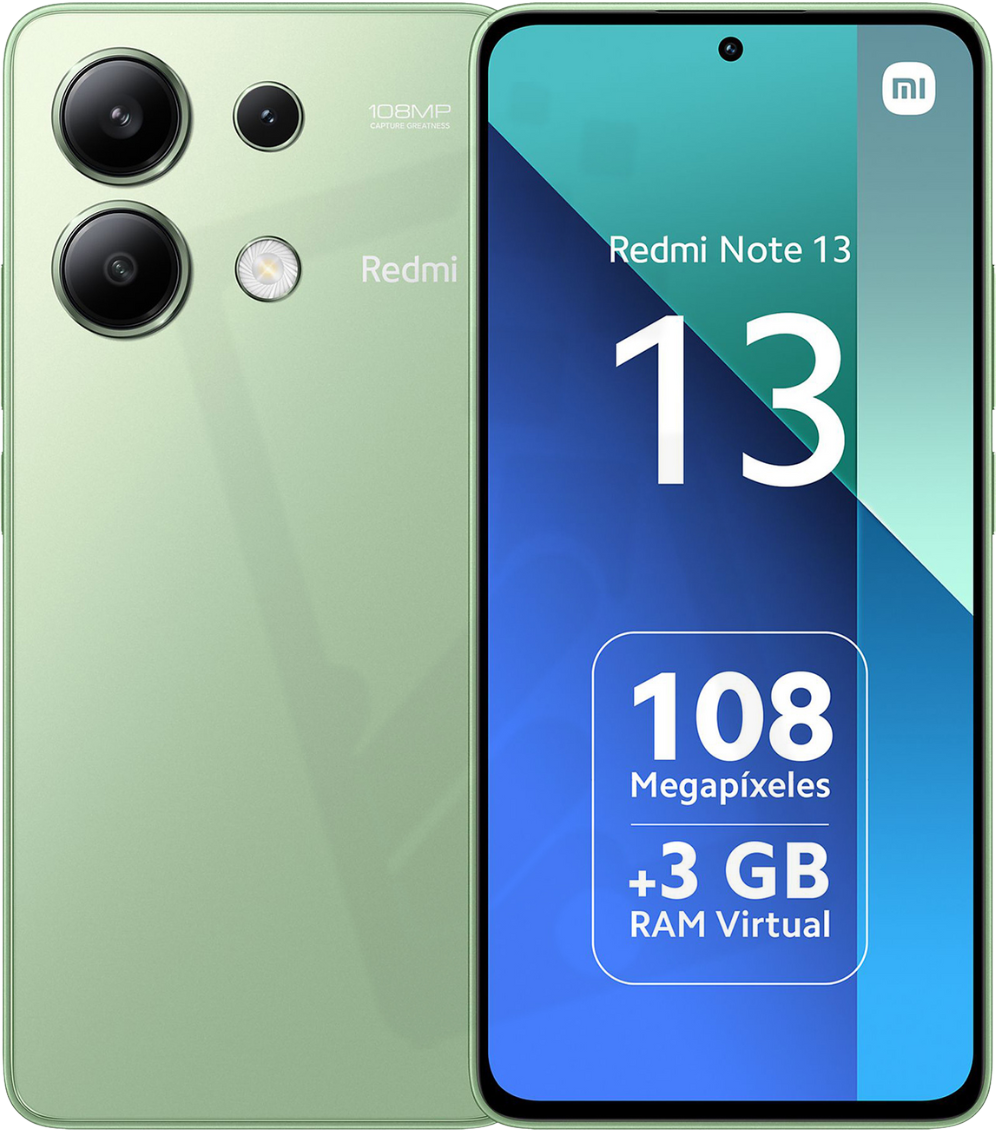 108MP
CAPTURE GREATNESS
Redmi
mi
Redmi Note 13
13
108
Megapíxeles
+3 GB
RAM Virtual